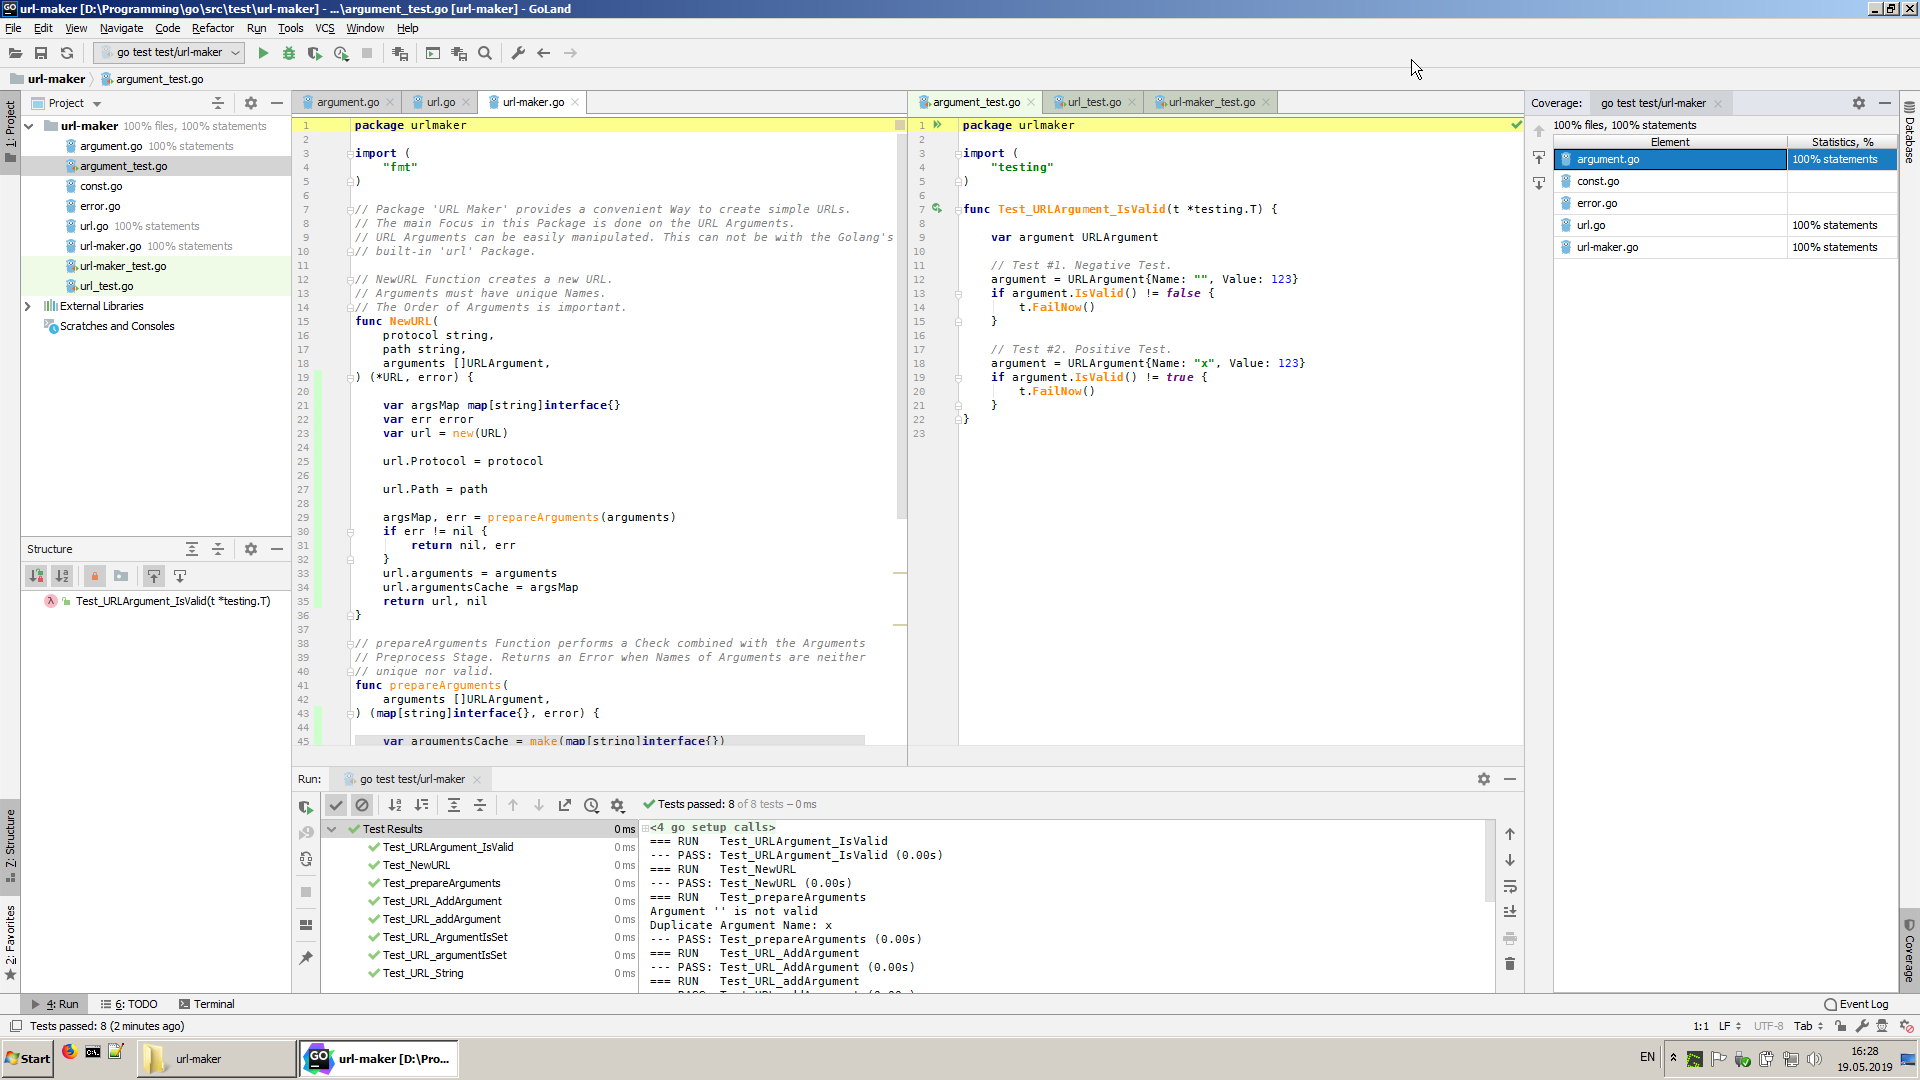 url-maker [D:\Programming\go\src\test\url-maker] - ...\argument_test.go [url-maker] - GoLand
File Edit View Navigate Code Refactor Run Tools VCS Window Help
go test test/url-maker
url-maker argument_test.go
1: Project
Project
url-maker 100% files, 100% statements
argument.go 100% statements
argument_test.go
const.go
error.go
url.go 100% statements
url-maker.go 100% statements
url-maker_test.go
url_test.go
External Libraries
Scratches and Consoles
Structure
Test_URLArgument_IsValid(t *testing.T)
Z: Structure
2: Favorites
argument.go url.go url-maker.go
1 package urlmaker
2
3 import (
4 "fmt"
5 )
6
7 // Package 'URL Maker' provides a convenient Way to create simple URLs.
8 // The main Focus in this Package is done on the URL Arguments.
9 // URL Arguments can be easily manipulated. This can not be with the Golang's
10 // built-in 'url' Package.
11
12 // NewURL Function creates a new URL.
13 // Arguments must have unique Names.
14 // The Order of Arguments is important.
15 func NewURL(
16 protocol string,
17 path string,
18 arguments []URLArgument,
19 ) (*URL, error) {
20
21 var argsMap map[string]interface{}
22 var err error
23 var url = new(URL)
24
25 url.Protocol = protocol
26
27 url.Path = path
28
29 argsMap, err = prepareArguments(arguments)
30 if err != nil {
31 return nil, err
32 }
33 url.arguments = arguments
34 url.argumentsCache = argsMap
35 return url, nil
36 }
37
38 // prepareArguments Function performs a Check combined with the Arguments
39 // Preprocess Stage. Returns an Error when Names of Arguments are neither
40 // unique nor valid.
41 func prepareArguments(
42 arguments []URLArgument,
43 ) (map[string]interface{}, error) {
44
45 var argumentsCache = make(map[string]interface{})
argument_test.go url_test.go url-maker_test.go
1 package urlmaker
2
3 import (
4 "testing"
5 )
6
7 func Test_URLArgument_IsValid(t *testing.T) {
8
9 var argument URLArgument
10
11 // Test #1. Negative Test.
12 argument = URLArgument{Name: "", Value: 123}
13 if argument.IsValid() != false {
14 t.FailNow()
15 }
16
17 // Test #2. Positive Test.
18 argument = URLArgument{Name: "x", Value: 123}
19 if argument.IsValid() != true {
20 t.FailNow()
21 }
22 }
23
Coverage: go test test/url-maker
100% files, 100% statements
Element Statistics, %
argument.go 100% statements
const.go
error.go
url.go 100% statements
url-maker.go 100% statements
Database
Coverage
Run: go test test/url-maker
Tests passed: 8 of 8 tests – 0 ms
Test Results 0 ms
Test_URLArgument_IsValid 0 ms
Test_NewURL 0 ms
Test_prepareArguments 0 ms
Test_URL_AddArgument 0 ms
Test_URL_addArgument 0 ms
Test_URL_ArgumentIsSet 0 ms
Test_URL_argumentIsSet 0 ms
Test_URL_String 0 ms
<4 go setup calls>
=== RUN Test_URLArgument_IsValid
--- PASS: Test_URLArgument_IsValid (0.00s)
=== RUN Test_NewURL
--- PASS: Test_NewURL (0.00s)
=== RUN Test_prepareArguments
Argument '' is not valid
Duplicate Argument Name: x
--- PASS: Test_prepareArguments (0.00s)
=== RUN Test_URL_AddArgument
--- PASS: Test_URL_AddArgument (0.00s)
=== RUN Test_URL_addArgument
4: Run 6: TODO Terminal Event Log
Tests passed: 8 (2 minutes ago) 1:1 LF UTF-8 Tab
Start url-maker url-maker [D:\Pro... EN 16:28
19.05.2019